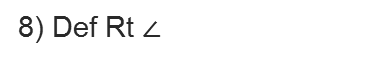 8) Def Rt ∠